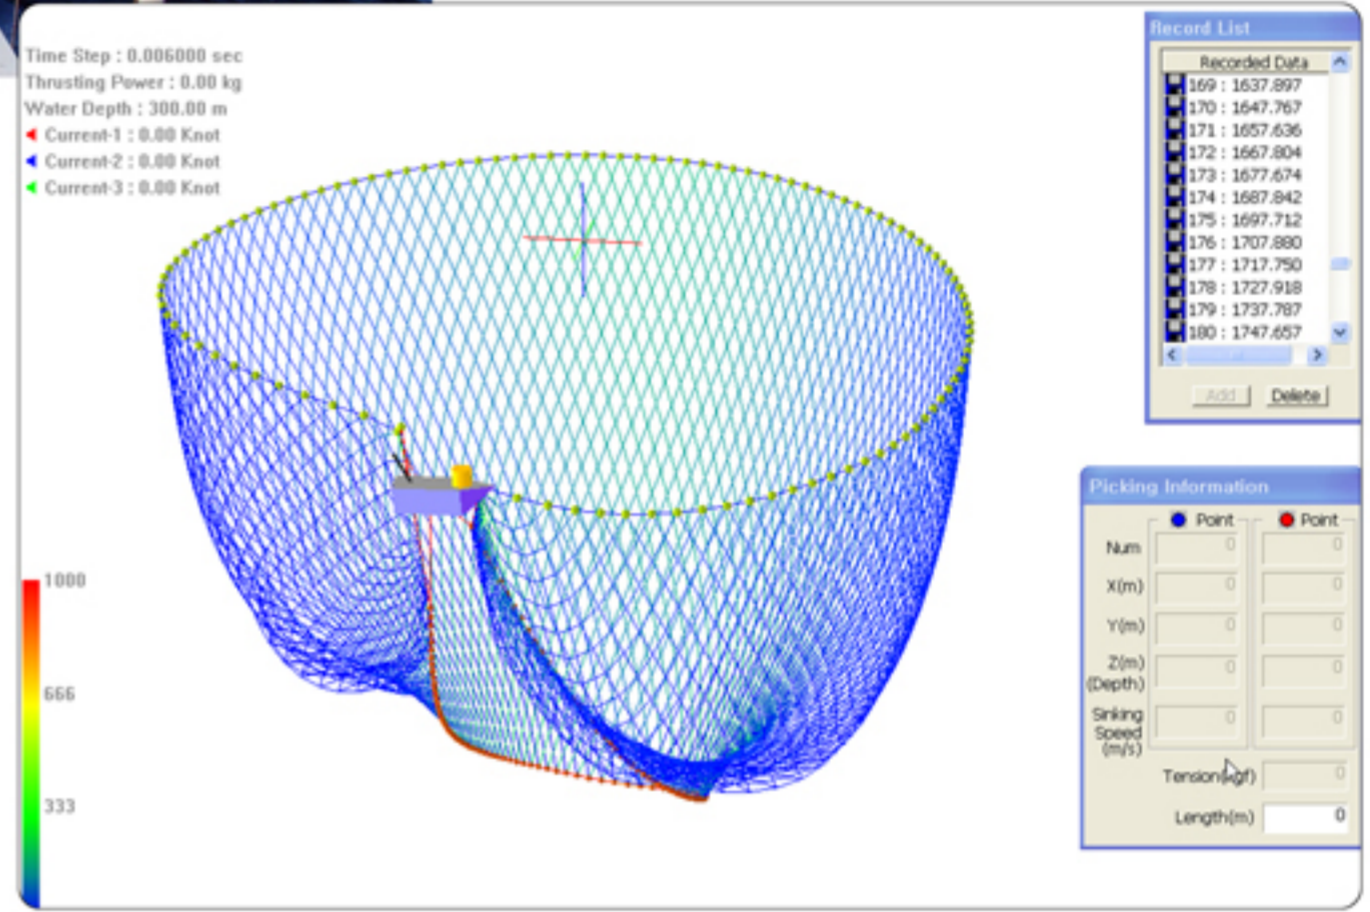 Time Step : 0.006000 sec
Thrusting Power : 0.00 kg
Water Depth : 300.00 m
Current-1 : 0.00 Knot
Current-2 : 0.00 Knot
Current-3 : 0.00 Knot
1000
666
333
Record List
Recorded Data
169 : 1637.897
170 : 1647.767
171 : 1657.636
172 : 1667.804
173 : 1677.674
174 : 1687.842
175 : 1697.712
176 : 1707.880
177 : 1717.750
178 : 1727.918
179 : 1737.787
180 : 1747.657
Add Delete
Picking Information
Point Point
Num 0 0
X(m) 0 0
Y(m) 0 0
Z(m)
(Depth) 0 0
Sinking
Speed 0 0
(m/s)
Tension(kgf) 0
Length(m) 0